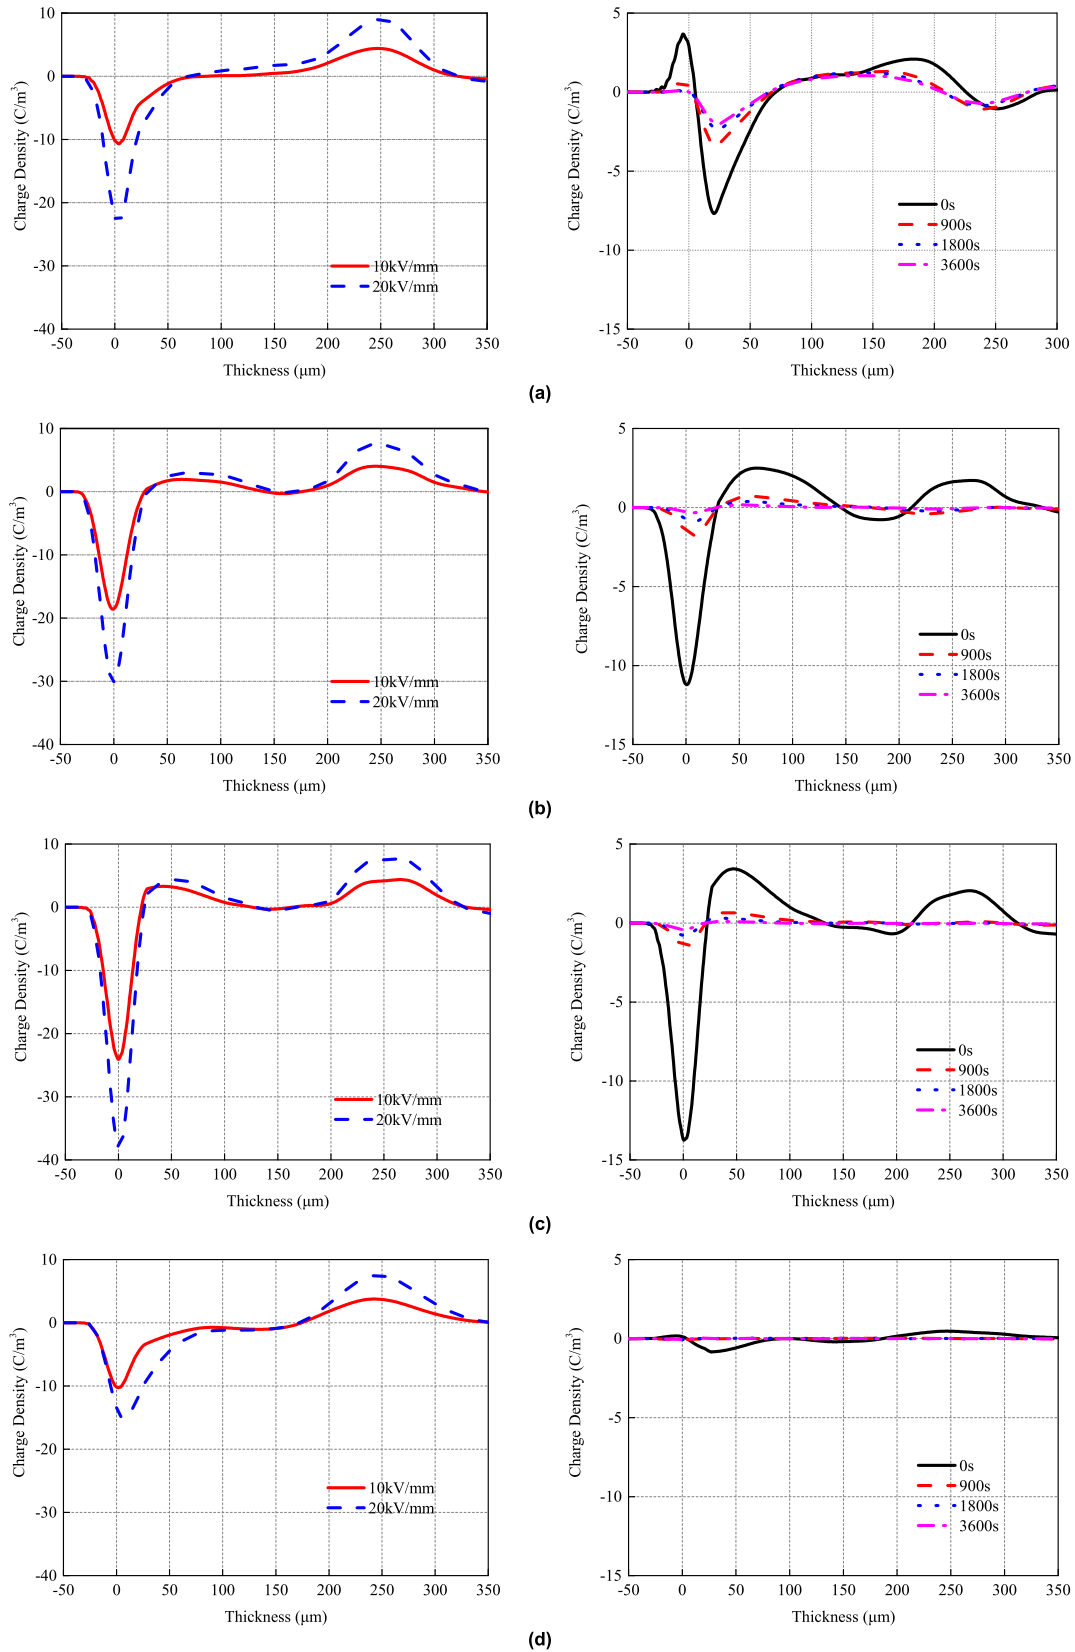 10
0
-10
-20
-30
-40
-50 0 50 100 150 200 250 300 350
Charge Density (C/m³)
Thickness (μm)
10kV/mm
20kV/mm
5
0
-5
-10
-15
-50 0 50 100 150 200 250 300
Charge Density (C/m³)
Thickness (μm)
0s
900s
1800s
3600s
(a)
10
0
-10
-20
-30
-40
-50 0 50 100 150 200 250 300 350
Charge Density (C/m³)
Thickness (μm)
10kV/mm
20kV/mm
5
0
-5
-10
-15
-50 0 50 100 150 200 250 300 350
Charge Density (C/m³)
Thickness (μm)
0s
900s
1800s
3600s
(b)
10
0
-10
-20
-30
-40
-50 0 50 100 150 200 250 300 350
Charge Density (C/m³)
Thickness (μm)
10kV/mm
20kV/mm
5
0
-5
-10
-15
-50 0 50 100 150 200 250 300 350
Charge Density (C/m³)
Thickness (μm)
0s
900s
1800s
3600s
(c)
10
0
-10
-20
-30
-40
-50 0 50 100 150 200 250 300 350
Charge Density (C/m³)
Thickness (μm)
10kV/mm
20kV/mm
5
0
-5
-10
-15
-50 0 50 100 150 200 250 300 350
Charge Density (C/m³)
Thickness (μm)
0s
900s
1800s
3600s
(d)